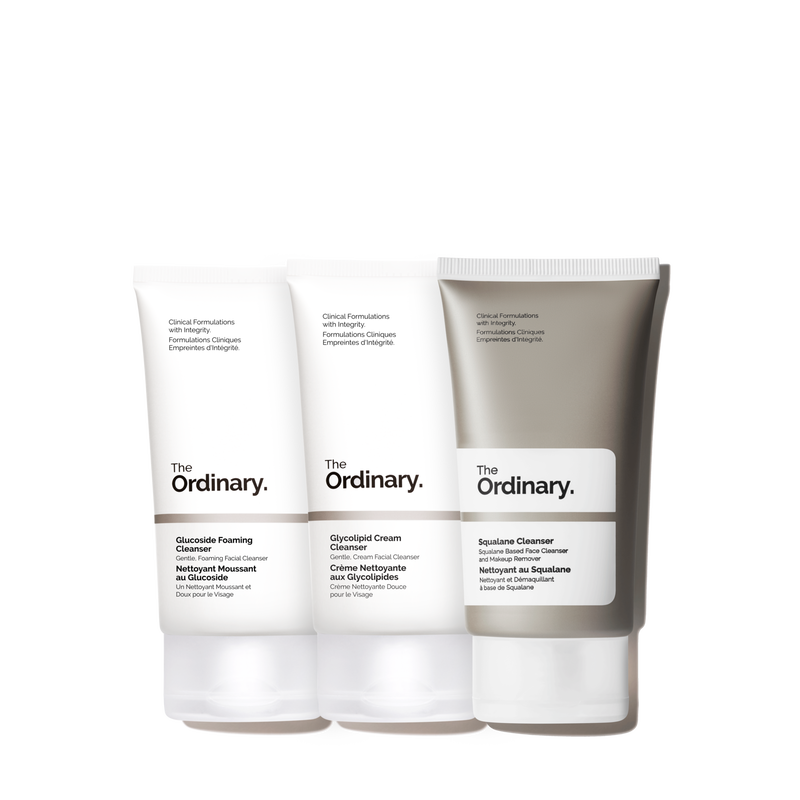 Clinical Formulations
with Integrity.
Formulations Cliniques
Empreintes d'Intégrité.
The
Ordinary.
Glucoside Foaming
Cleanser
Gentle, Foaming Facial Cleanser
Nettoyant Moussant
au Glucoside
Un Nettoyant Moussant et
Doux pour le Visage
Clinical Formulations
with Integrity.
Formulations Cliniques
Empreintes d'Intégrité.
The
Ordinary.
Glycolipid Cream
Cleanser
Gentle, Cream Facial Cleanser
Crème Nettoyante
aux Glycolipides
Crème Nettoyante Douce
pour le Visage
Clinical Formulations
with Integrity.
Formulations Cliniques
Empreintes d'Intégrité.
The
Ordinary.
Squalane Cleanser
Squalane Based Face Cleanser
and Makeup Remover
Nettoyant au Squalane
Nettoyant et Démaquillant
à base de Squalane